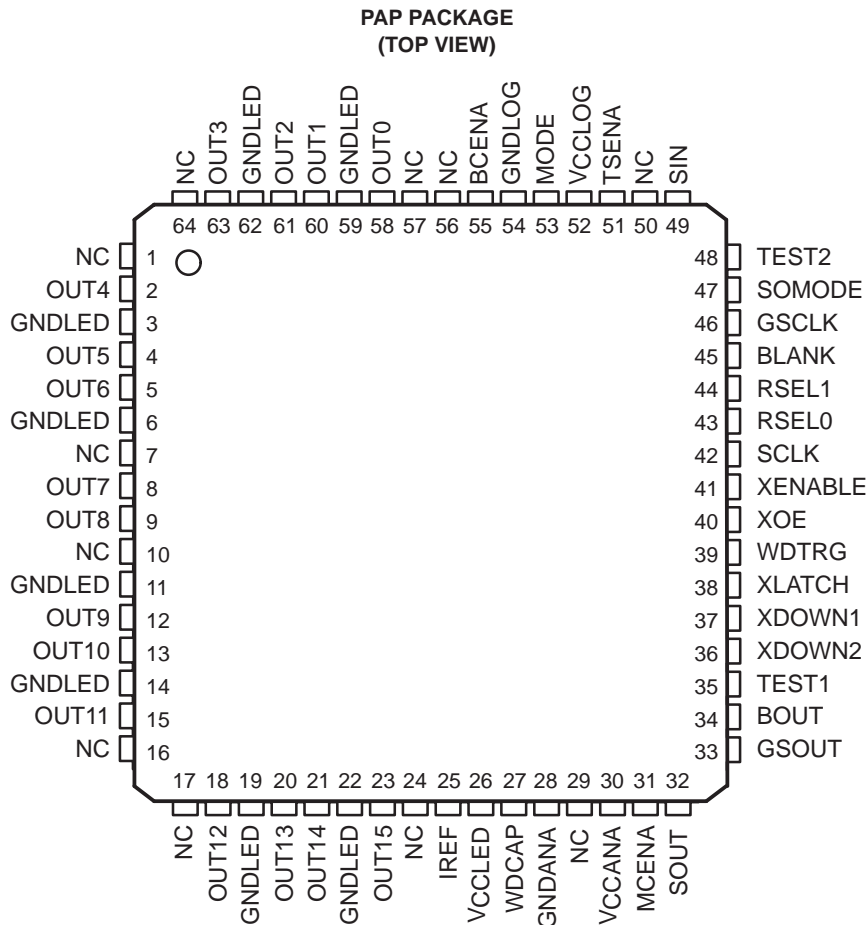 PAP PACKAGE
(TOP VIEW)
NC
OUT3
GNDLED
OUT2
OUT1
GNDLED
OUT0
NC
NC
BCENA
GNDLOG
MODE
VCCLOG
TSENA
NC
SIN
64 63 62 61 60 59 58 57 56 55 54 53 52 51 50 49
NC 1
OUT4 2
GNDLED 3
OUT5 4
OUT6 5
GNDLED 6
NC 7
OUT7 8
OUT8 9
NC 10
GNDLED 11
OUT9 12
OUT10 13
GNDLED 14
OUT11 15
NC 16
48 TEST2
47 SOMODE
46 GSCLK
45 BLANK
44 RSEL1
43 RSEL0
42 SCLK
41 XENABLE
40 XOE
39 WDTRG
38 XLATCH
37 XDOWN1
36 XDOWN2
35 TEST1
34 BOUT
33 GSOUT
17 18 19 20 21 22 23 24 25 26 27 28 29 30 31 32
NC
OUT12
GNDLED
OUT13
OUT14
GNDLED
OUT15
NC
IREF
VCCLED
WDCAP
GNDANA
NC
VCCANA
MCENA
SOUT